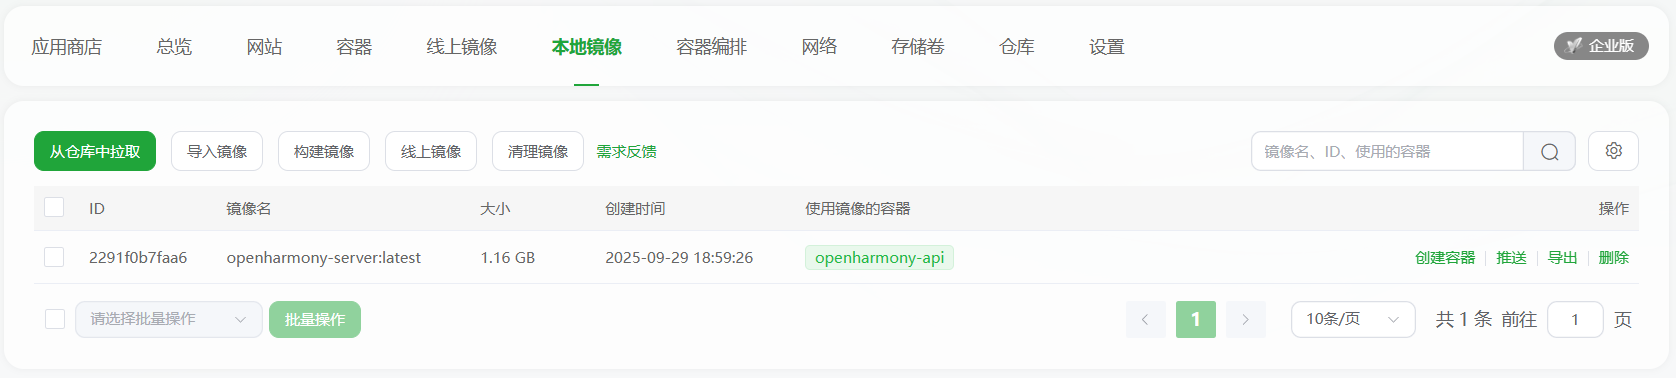 应用商店 总览 网站 容器 线上镜像 本地镜像 容器编排 网络 存储卷 仓库 设置 企业版
从仓库中拉取 导入镜像 构建镜像 线上镜像 清理镜像 需求反馈 镜像名、ID、使用的容器
ID 镜像名 大小 创建时间 使用镜像的容器 操作
2291f0b7faa6 openharmony-server:latest 1.16 GB 2025-09-29 18:59:26 openharmony-api 创建容器 推送 导出 删除
请选择批量操作 批量操作 1 10条/页 共 1 条 前往 1 页